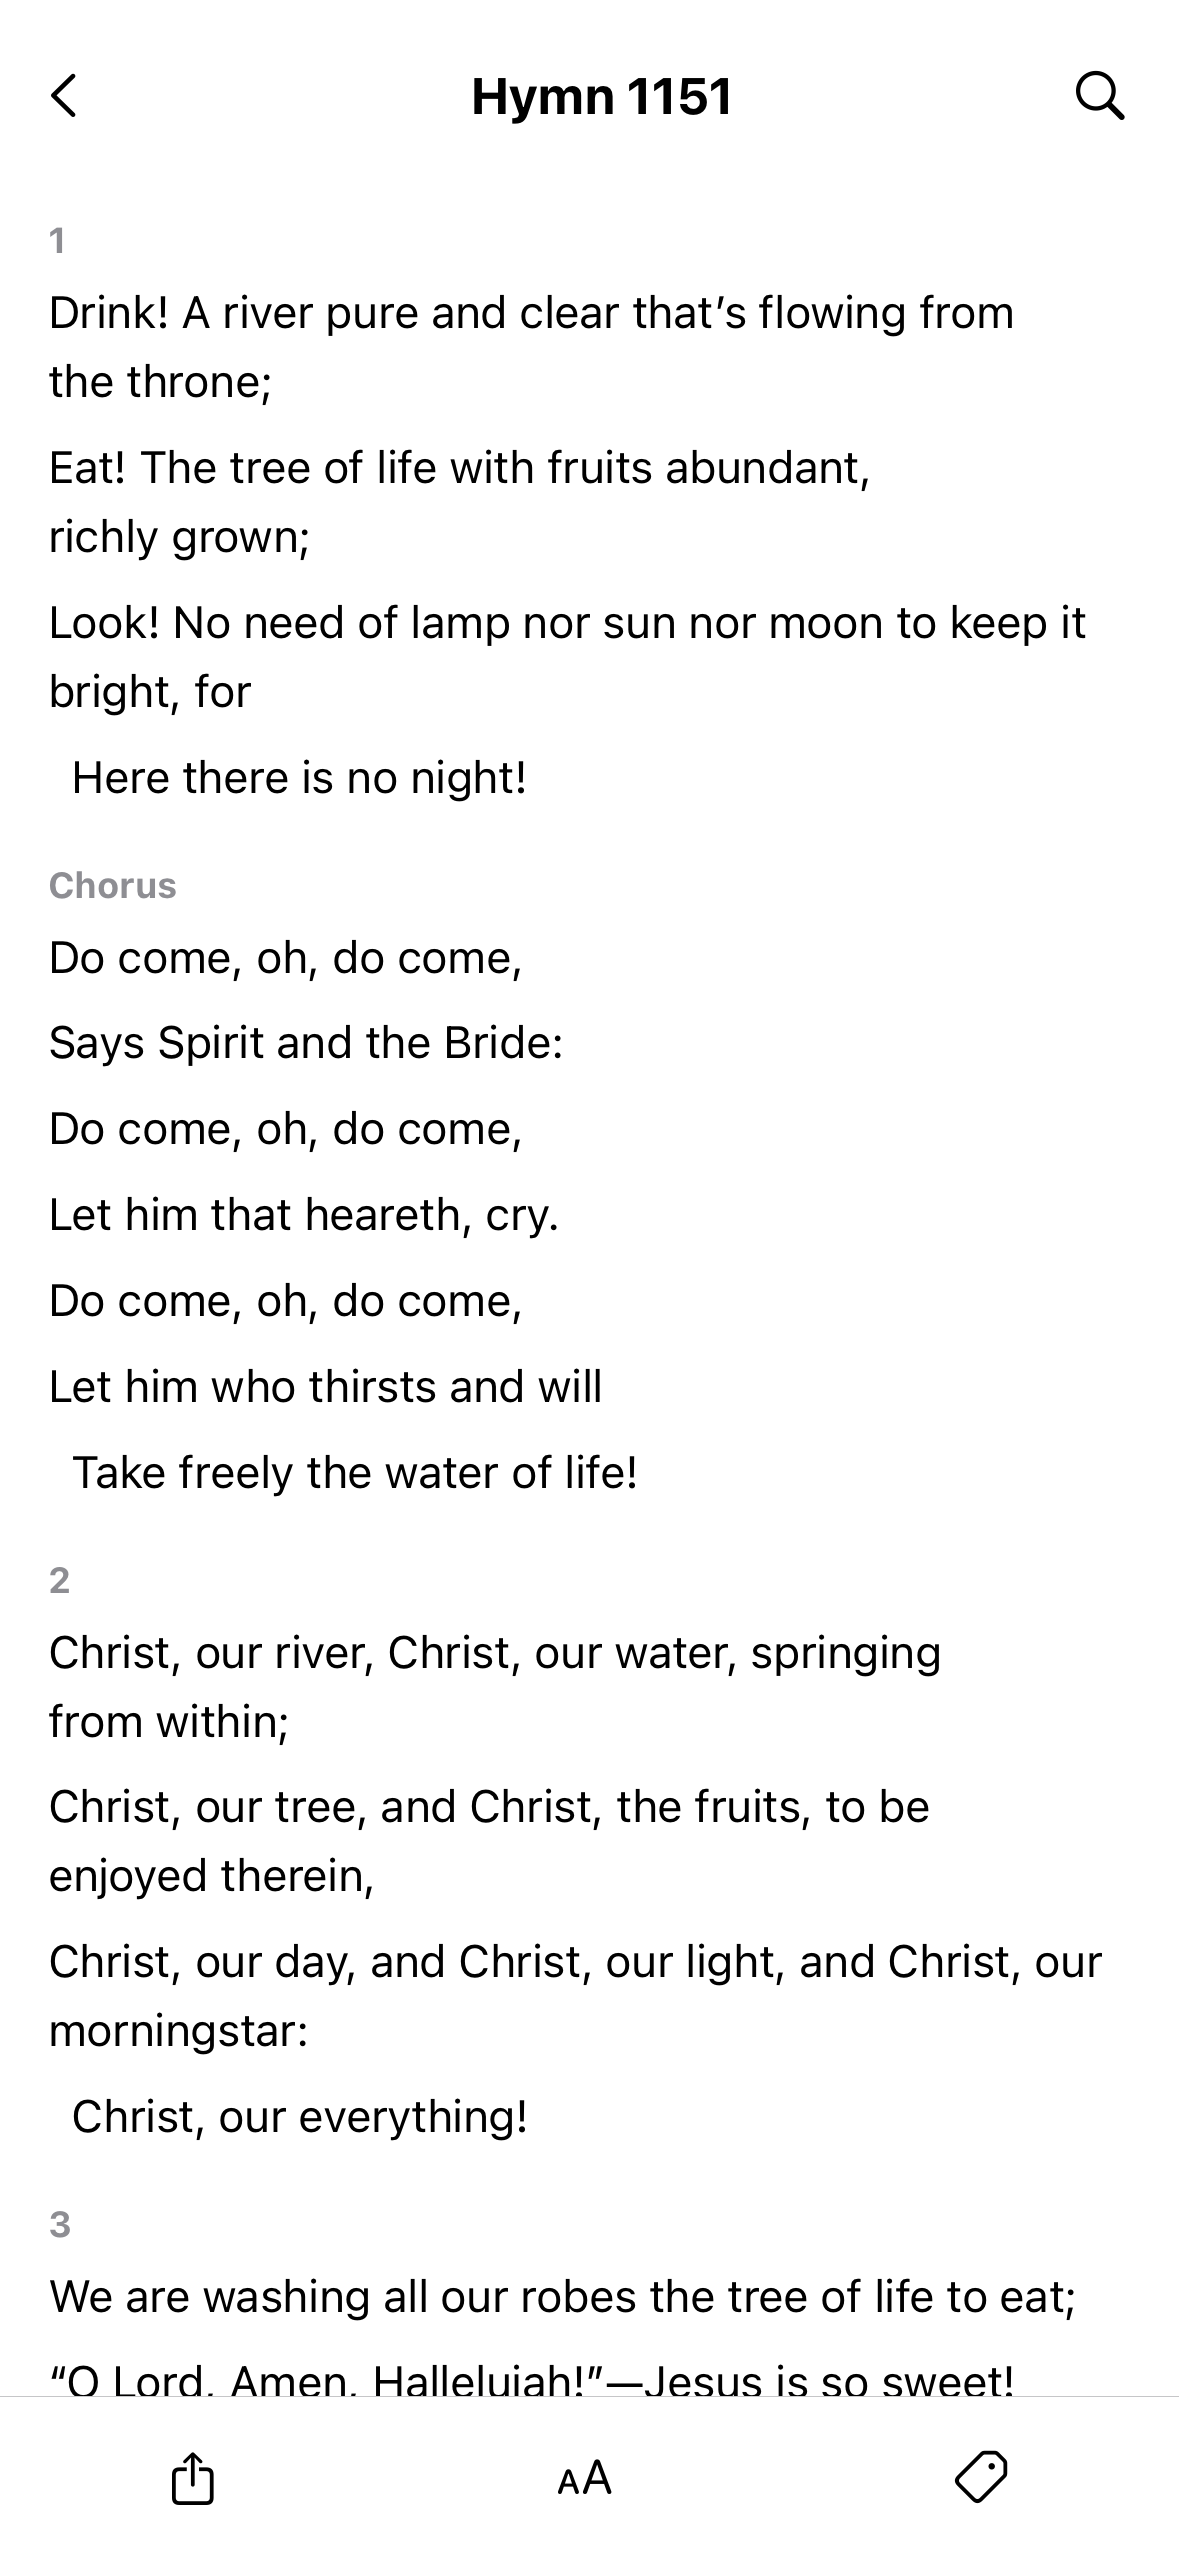 Hymn 1151
1
Drink! A river pure and clear that’s flowing from
the throne;
Eat! The tree of life with fruits abundant,
richly grown;
Look! No need of lamp nor sun nor moon to keep it
bright, for
Here there is no night!
Chorus
Do come, oh, do come,
Says Spirit and the Bride:
Do come, oh, do come,
Let him that heareth, cry.
Do come, oh, do come,
Let him who thirsts and will
Take freely the water of life!
2
Christ, our river, Christ, our water, springing
from within;
Christ, our tree, and Christ, the fruits, to be
enjoyed therein,
Christ, our day, and Christ, our light, and Christ, our
morningstar:
Christ, our everything!
3
We are washing all our robes the tree of life to eat;
“O Lord, Amen, Hallelujah!”—Jesus is so sweet!
AA